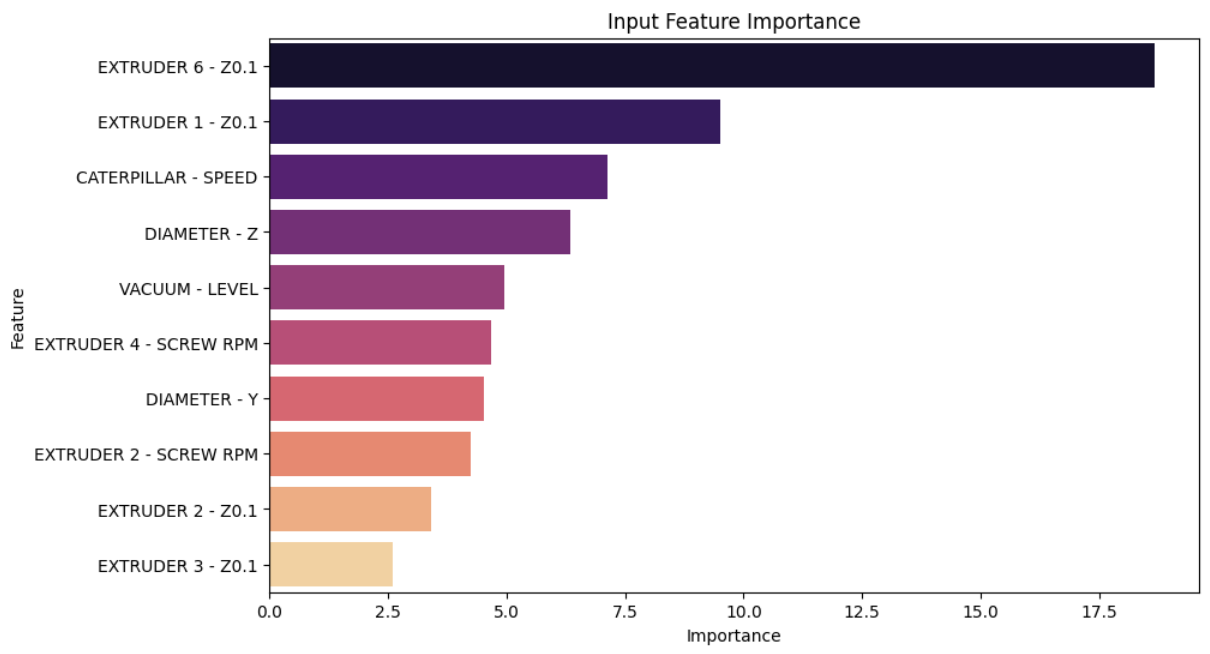 Input Feature Importance
EXTRUDER 6 - Z0.1
EXTRUDER 1 - Z0.1
CATERPILLAR - SPEED
DIAMETER - Z
VACUUM - LEVEL
EXTRUDER 4 - SCREW RPM
DIAMETER - Y
EXTRUDER 2 - SCREW RPM
EXTRUDER 2 - Z0.1
EXTRUDER 3 - Z0.1
Feature
0.0 2.5 5.0 7.5 10.0 12.5 15.0 17.5
Importance